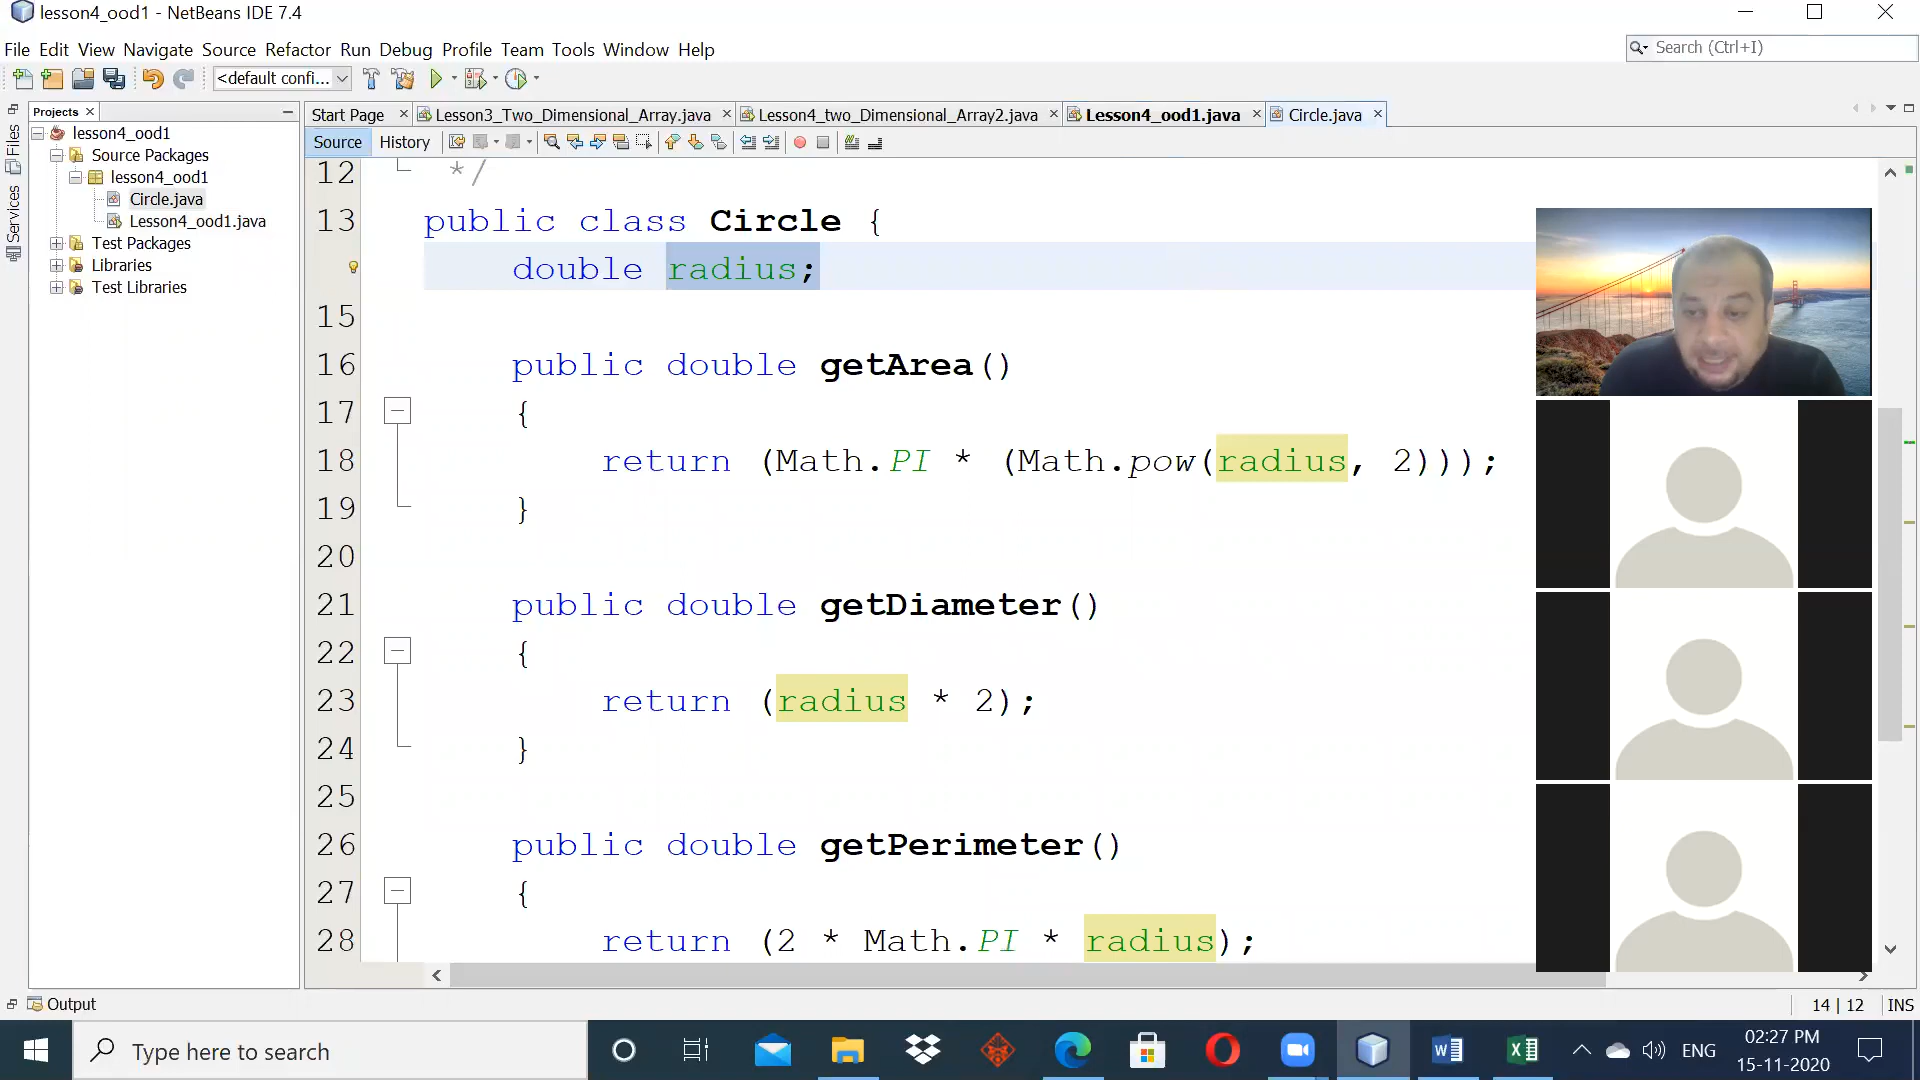 lesson4_ood1 - NetBeans IDE 7.4
File Edit View Navigate Source Refactor Run Debug Profile Team Tools Window Help
Search (Ctrl+I)
<default confi...
Projects
Start Page
Lesson3_Two_Dimensional_Array.java
Lesson4_two_Dimensional_Array2.java
Lesson4_ood1.java
Circle.java
Files
Services
lesson4_ood1
Source Packages
lesson4_ood1
Circle.java
Lesson4_ood1.java
Test Packages
Libraries
Test Libraries
Source History
12 */
13 public class Circle {
double radius;
15
16 public double getArea()
17 {
18 return (Math.PI * (Math.pow(radius, 2)));
19 }
20
21 public double getDiameter()
22 {
23 return (radius * 2);
24 }
25
26 public double getPerimeter()
27 {
28 return (2 * Math.PI * radius);
Output
14 | 12 INS
Type here to search
ENG
02:27 PM
15-11-2020